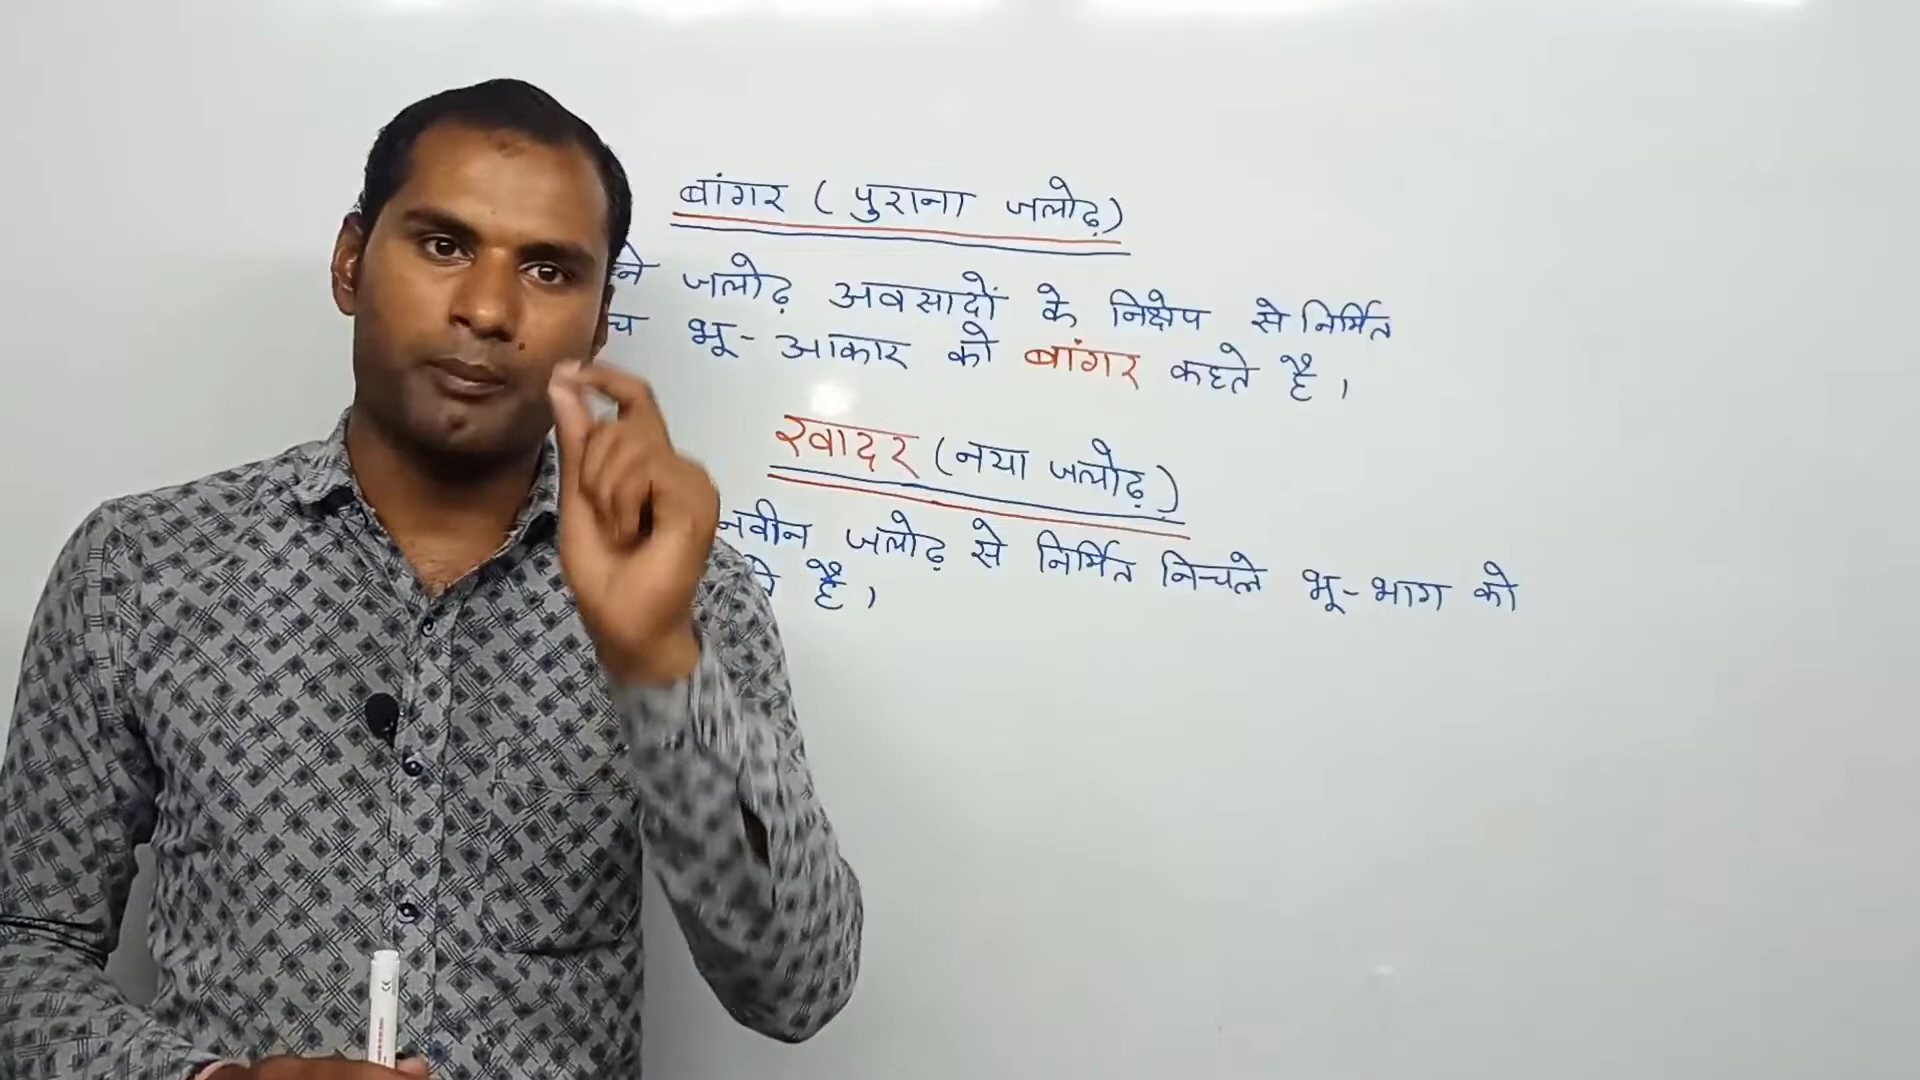 बांगर (पुराना जलोढ़)
जलोढ़ अवसादों के निक्षेप से निर्मित
भू-आकार को बांगर कहते है।
खादर (नया जलोढ़)
नवीन जलोढ़ से निर्मित निचले भू-भाग को
है।